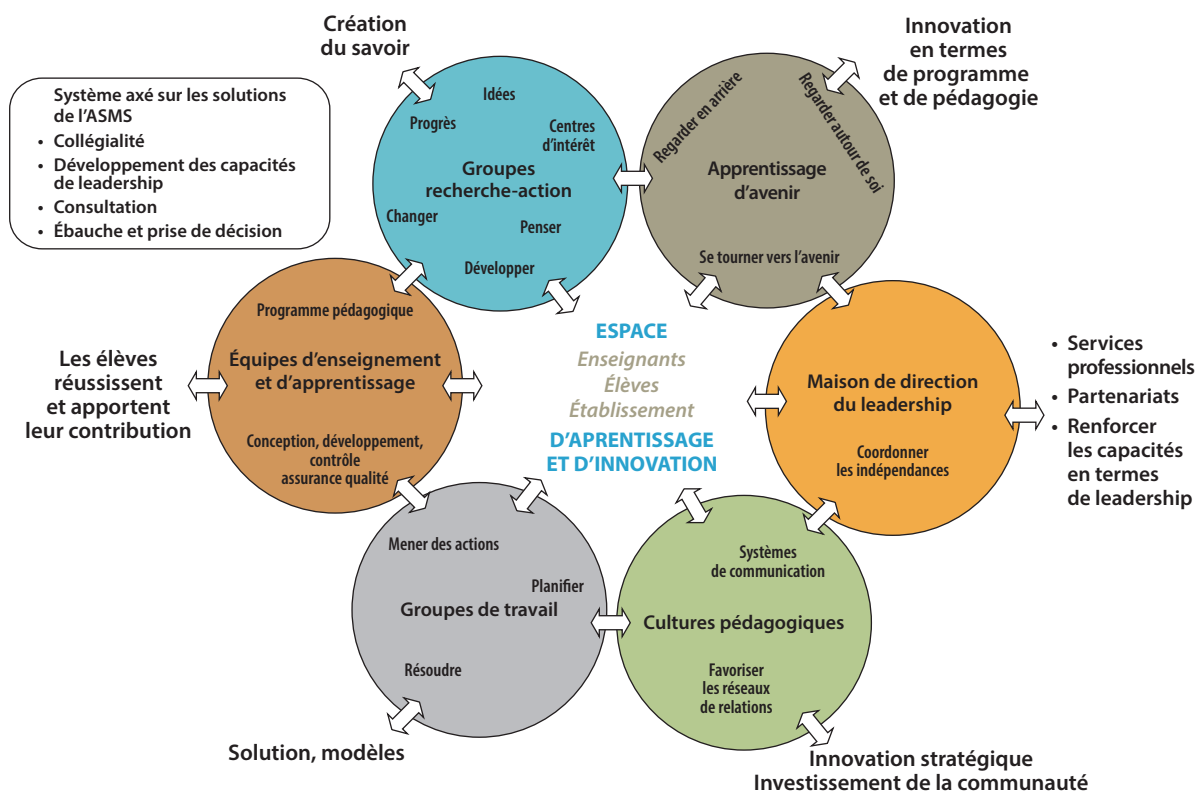 Création
du savoir
Innovation
en termes
de programme
et de pédagogie
Système axé sur les solutions
de l'ASMS
• Collégialité
• Développement des capacités
de leadership
• Consultation
• Ébauche et prise de décision
Idées
Progrès
Centres
d'intérêt
Groupes
recherche-action
Changer
Penser
Développer
Regarder en arrière
Regarder autour de soi
Apprentissage
d'avenir
Se tourner vers l'avenir
Programme pédagogique
Équipes d'enseignement
et d'apprentissage
Conception, développement,
contrôle
assurance qualité
Les élèves
réussissent
et apportent
leur contribution
ESPACE
Enseignants
Élèves
Établissement
D'APRENTISSAGE
ET D'INNOVATION
Maison de direction
du leadership
Coordonner
les indépendances
• Services
professionnels
• Partenariats
• Renforcer
les capacités
en termes
de leadership
Mener des actions
Planifier
Groupes de travail
Résoudre
Systèmes
de communication
Cultures pédagogiques
Favoriser
les réseaux
de relations
Solution, modèles
Innovation stratégique
Investissement de la communauté